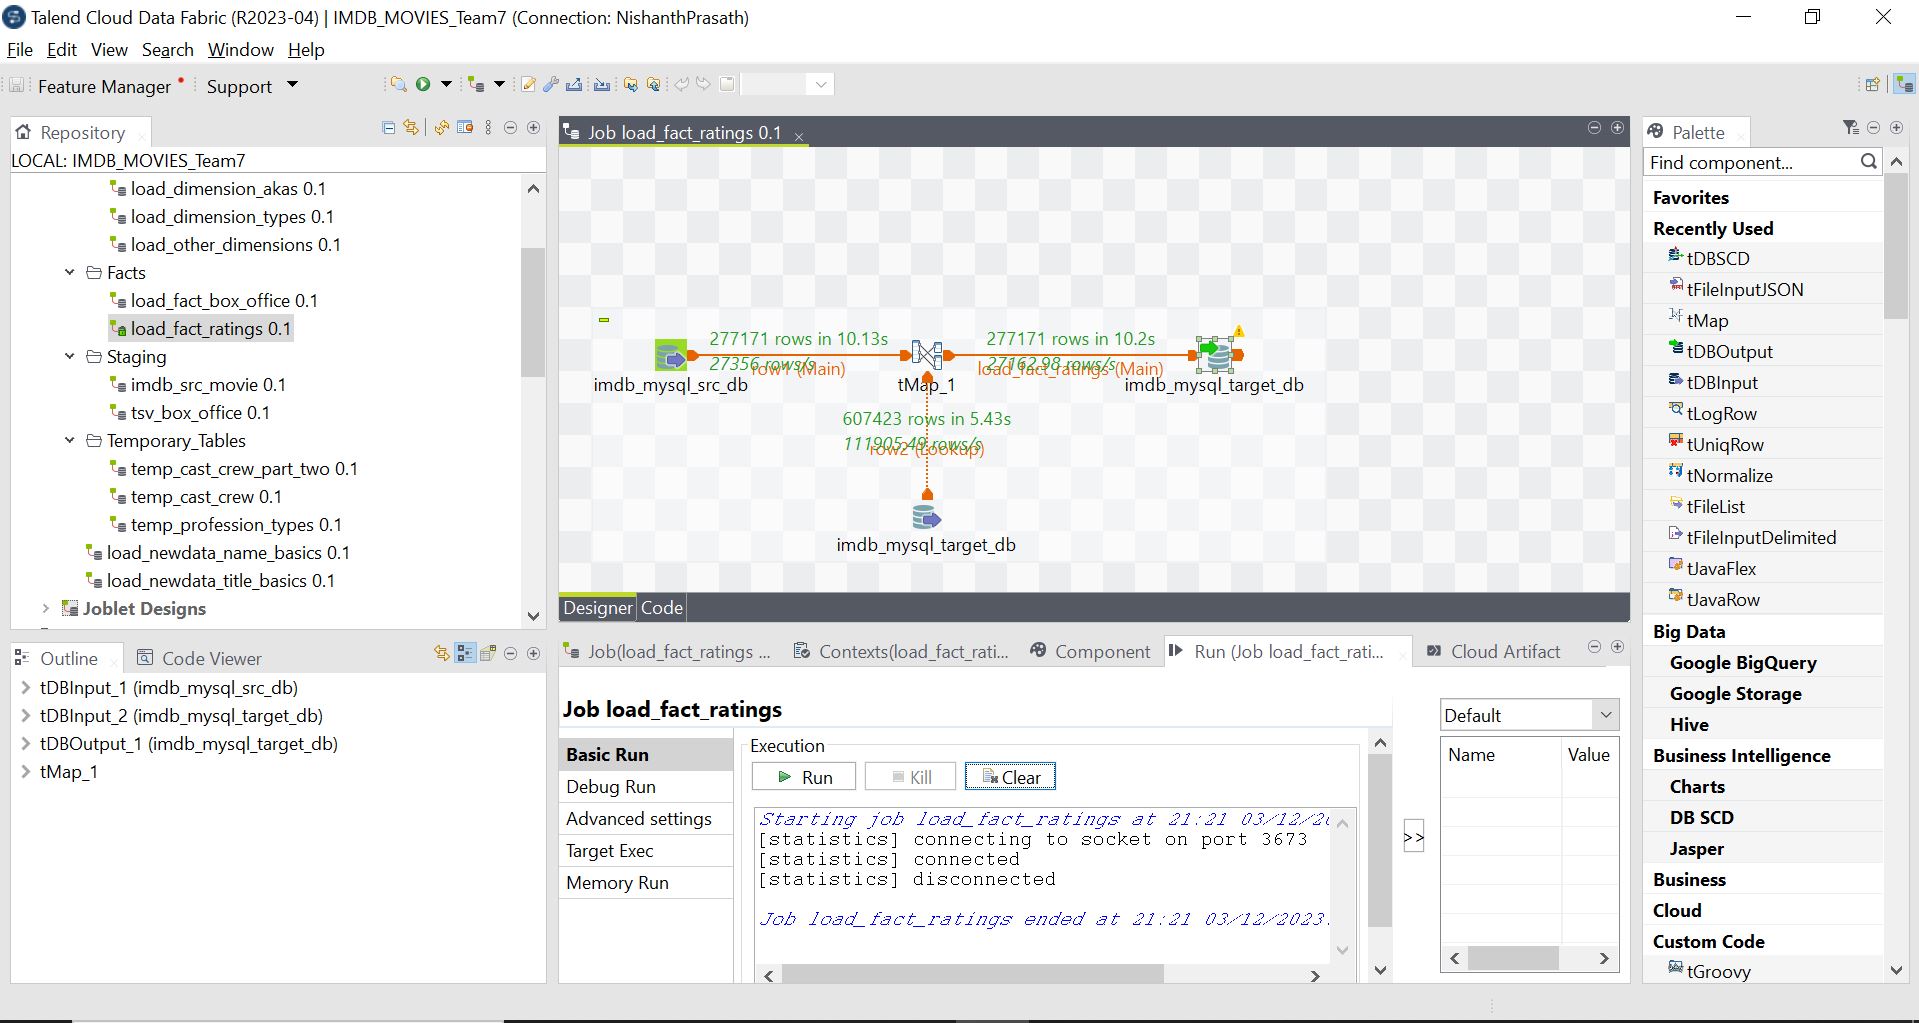 Talend Cloud Data Fabric (R2023-04) | IMDB_MOVIES_Team7 (Connection: NishanthPrasath)
File Edit View Search Window Help
Feature Manager Support
Repository
LOCAL: IMDB_MOVIES_Team7
load_dimension_akas 0.1
load_dimension_types 0.1
load_other_dimensions 0.1
Facts
load_fact_box_office 0.1
load_fact_ratings 0.1
Staging
imdb_src_movie 0.1
tsv_box_office 0.1
Temporary_Tables
temp_cast_crew_part_two 0.1
temp_cast_crew 0.1
temp_profession_types 0.1
load_newdata_name_basics 0.1
load_newdata_title_basics 0.1
Joblet Designs
Outline Code Viewer
tDBInput_1 (imdb_mysql_src_db)
tDBInput_2 (imdb_mysql_target_db)
tDBOutput_1 (imdb_mysql_target_db)
tMap_1
Job load_fact_ratings 0.1
277171 rows in 10.13s
27356 rows/s
row1 (Main)
277171 rows in 10.2s
27162.98 rows/s
load_fact_ratings (Main)
imdb_mysql_src_db
tMap_1
imdb_mysql_target_db
607423 rows in 5.43s
111905.49 rows/s
row2 (Lookup)
imdb_mysql_target_db
Designer Code
Job(load_fact_ratings ... Contexts(load_fact_rati... Component Run (Job load_fact_rati... Cloud Artifact
Job load_fact_ratings
Basic Run
Debug Run
Advanced settings
Target Exec
Memory Run
Execution
Run Kill Clear
Starting job load_fact_ratings at 21:21 03/12/20
[statistics] connecting to socket on port 3673
[statistics] connected
[statistics] disconnected
Job load_fact_ratings ended at 21:21 03/12/2023.
>>
Default
Name Value
Palette
Find component...
Favorites
Recently Used
tDBSCD
tFileInputJSON
tMap
tDBOutput
tDBInput
tLogRow
tUniqRow
tNormalize
tFileList
tFileInputDelimited
tJavaFlex
tJavaRow
Big Data
Google BigQuery
Google Storage
Hive
Business Intelligence
Charts
DB SCD
Jasper
Business
Cloud
Custom Code
tGroovy